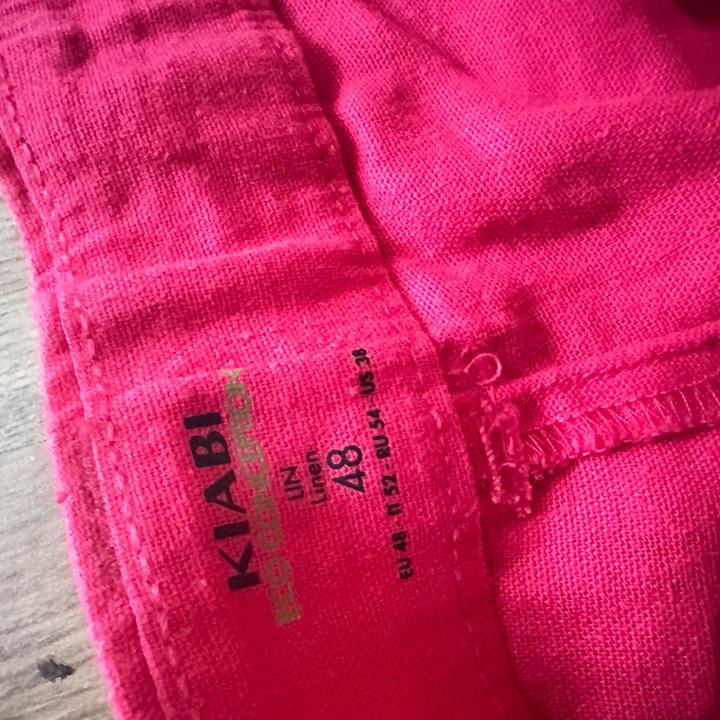 KIABI
ECO CONCEPTION
LIN
Linen
48
EU 48 - IT 52 - RU 54 - US 38